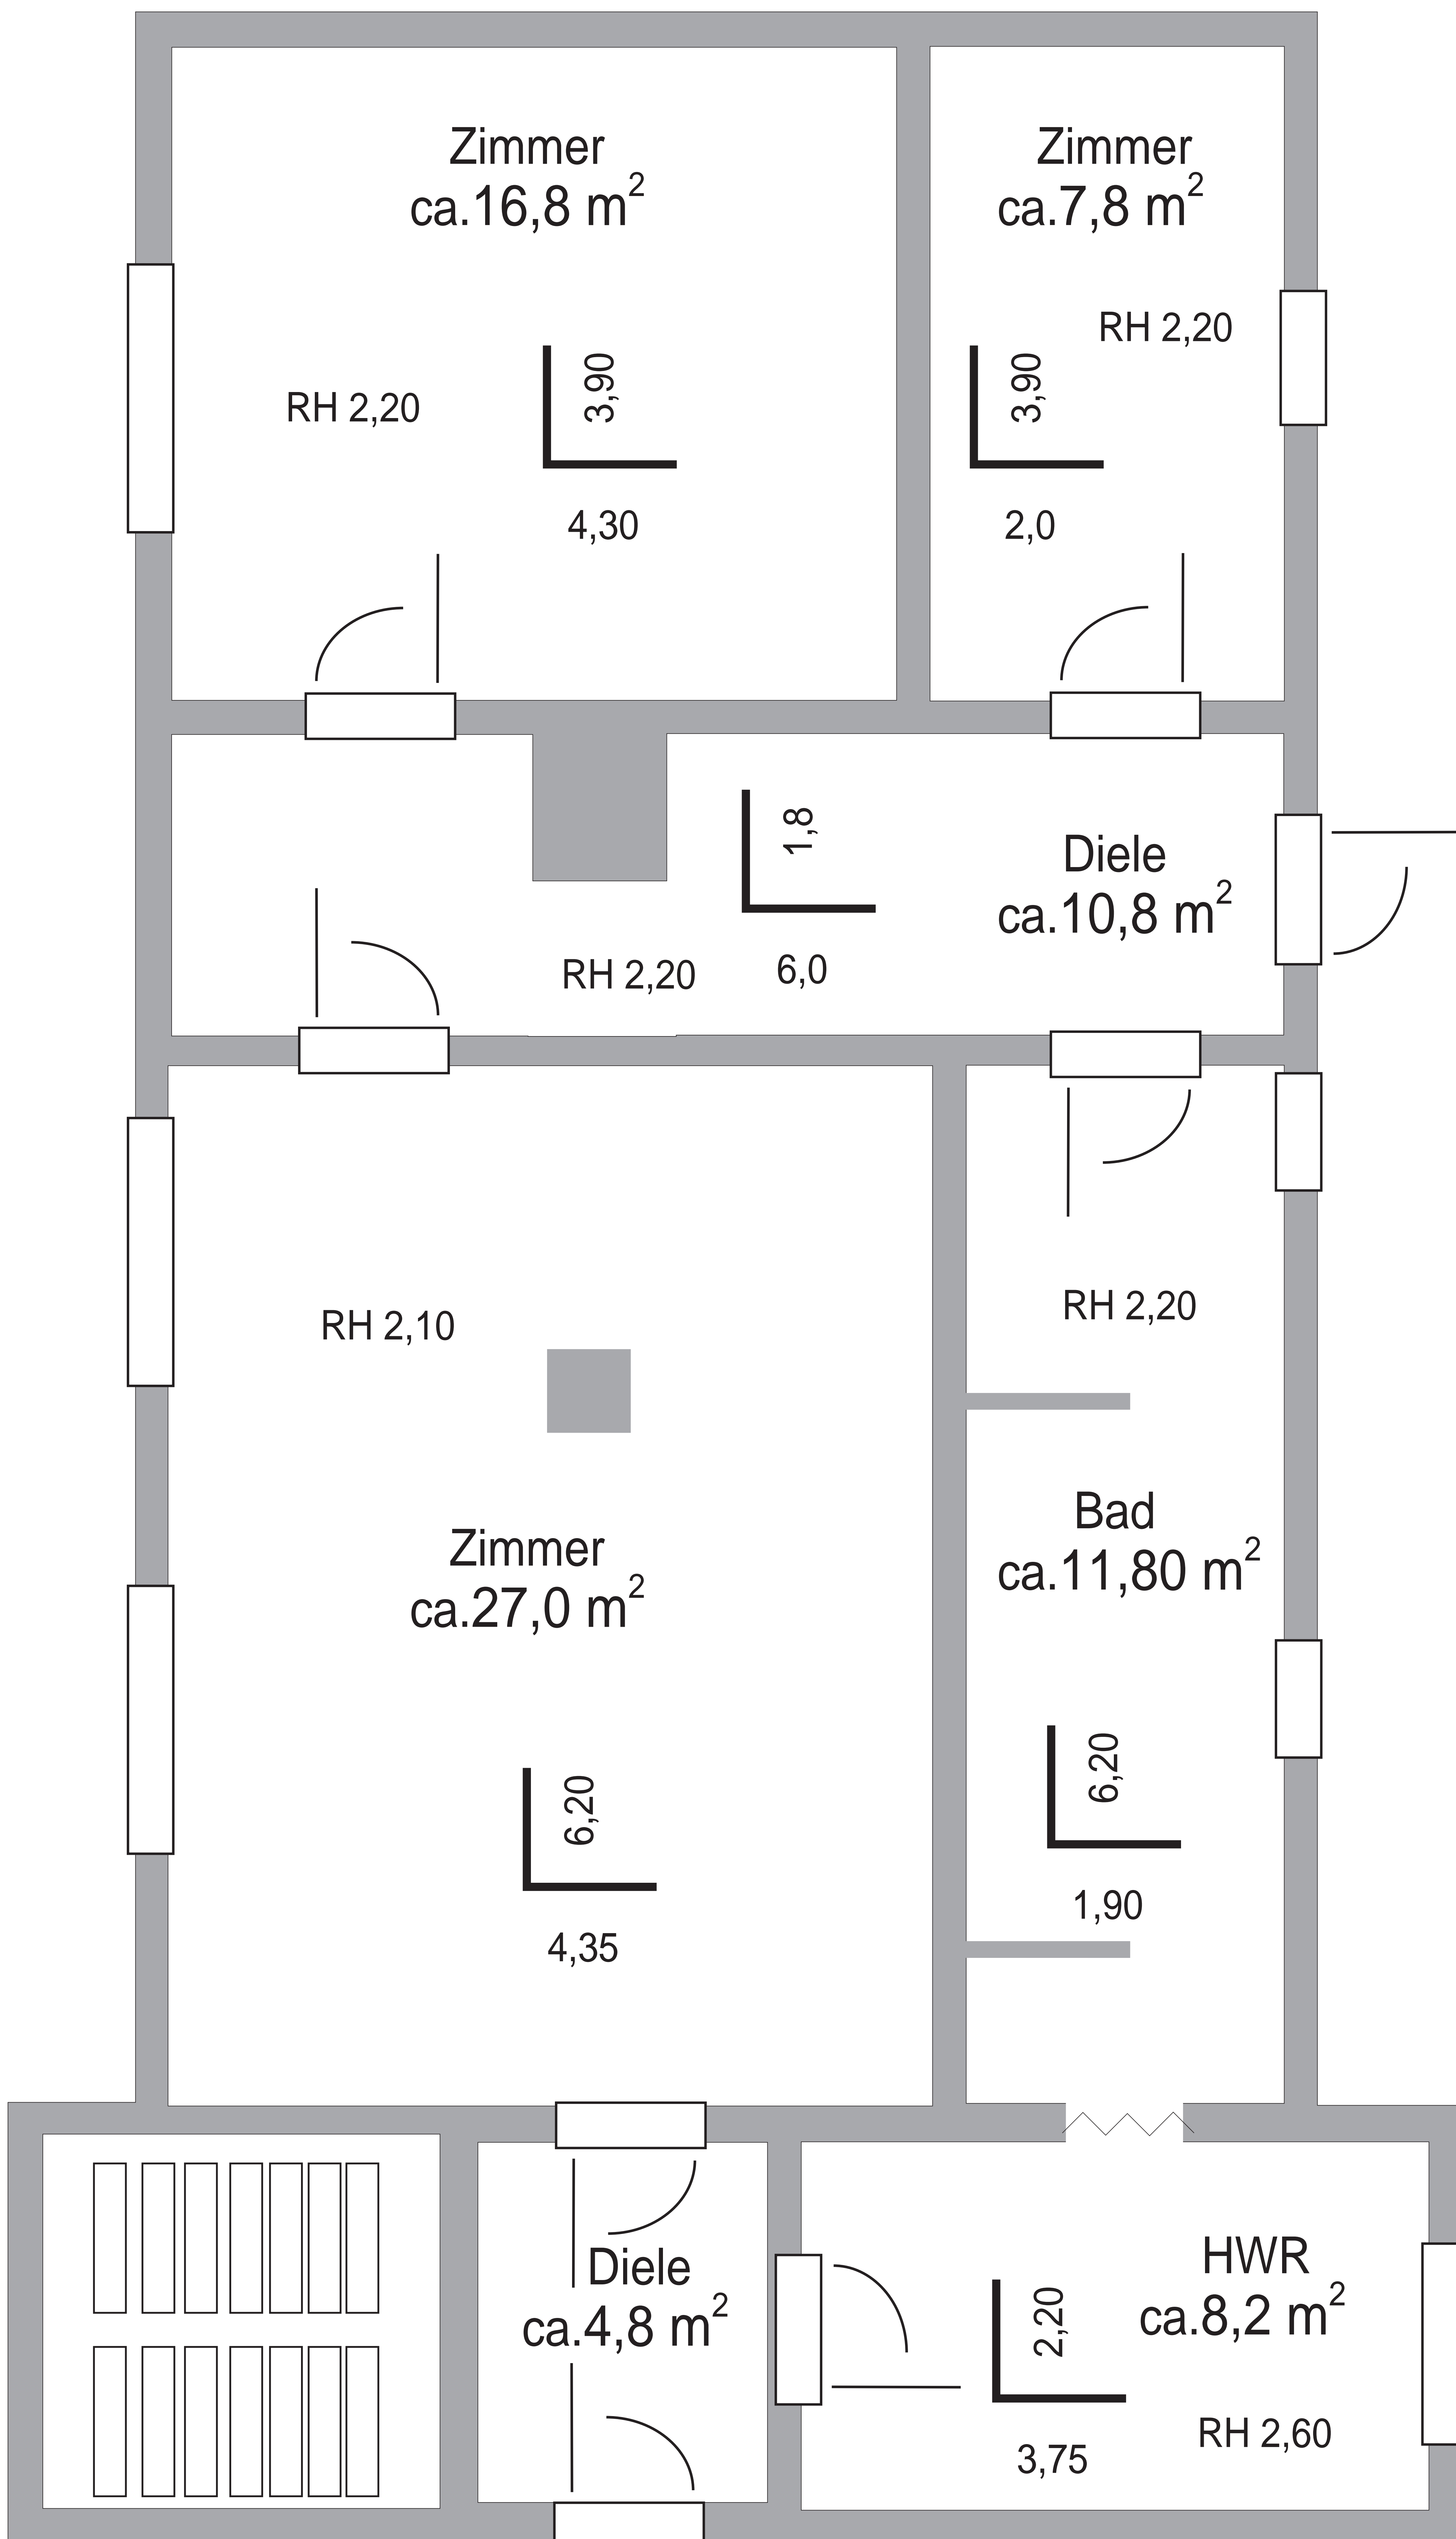 Zimmer
ca.16,8 m²
RH 2,20
3,90
4,30
Zimmer
ca.7,8 m²
RH 2,20
3,90
2,0
1,8
6,0
RH 2,20
Diele
ca.10,8 m²
RH 2,10
Zimmer
ca.27,0 m²
6,20
4,35
RH 2,20
Bad
ca.11,80 m²
6,20
1,90
Diele
ca.4,8 m²
HWR
ca.8,2 m²
2,20
3,75
RH 2,60